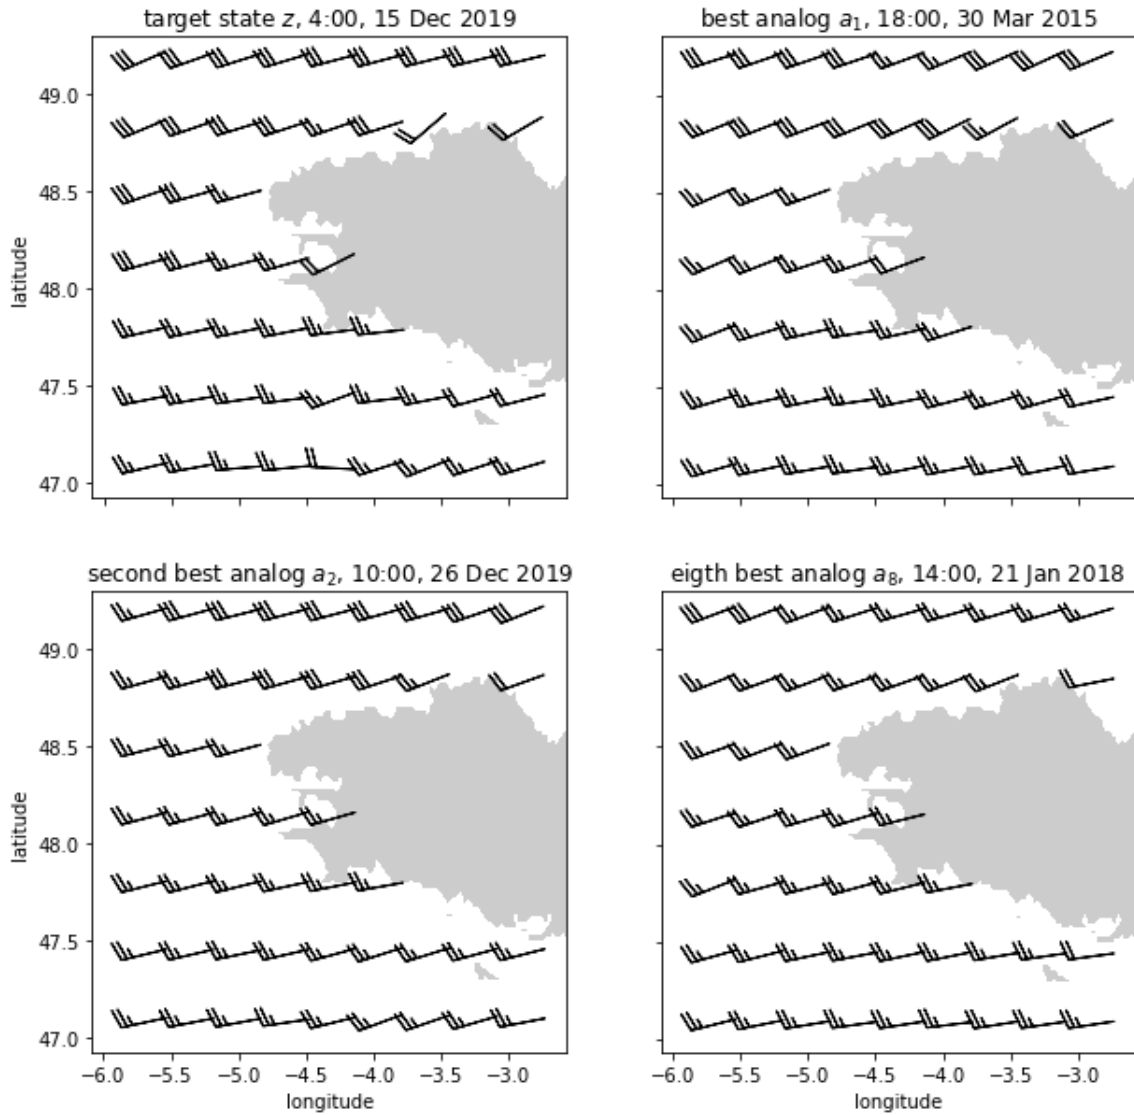 target state z, 4:00, 15 Dec 2019
best analog a₁, 18:00, 30 Mar 2015
49.0
48.5
48.0
47.5
47.0
latitude
second best analog a₂, 10:00, 26 Dec 2019
eigth best analog a₈, 14:00, 21 Jan 2018
49.0
48.5
48.0
47.5
47.0
latitude
−6.0 −5.5 −5.0 −4.5 −4.0 −3.5 −3.0
longitude
−6.0 −5.5 −5.0 −4.5 −4.0 −3.5 −3.0
longitude